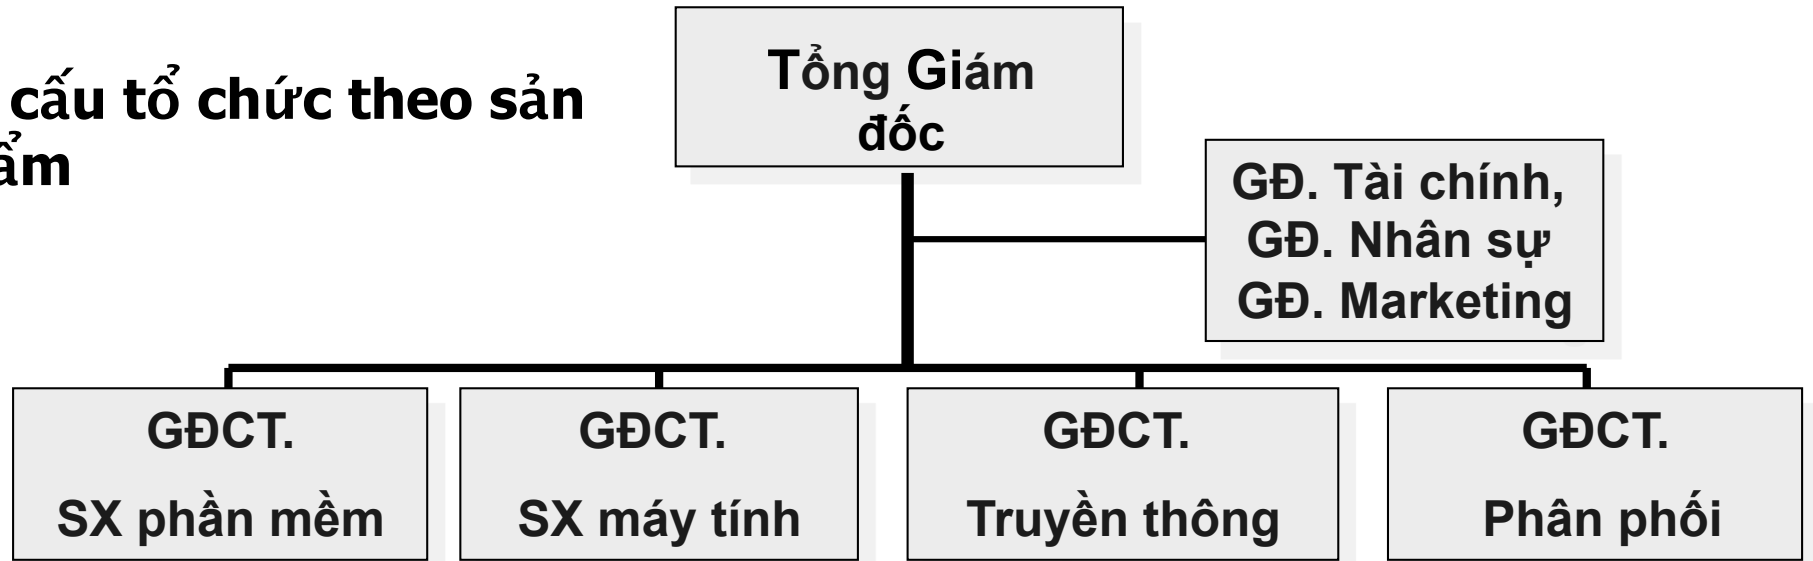 cấu tổ chức theo sản
ẩm
Tổng Giám
đốc
GĐ. Tài chính,
GĐ. Nhân sự
GĐ. Marketing
GĐCT.
SX phần mềm
GĐCT.
SX máy tính
GĐCT.
Truyền thông
GĐCT.
Phân phối